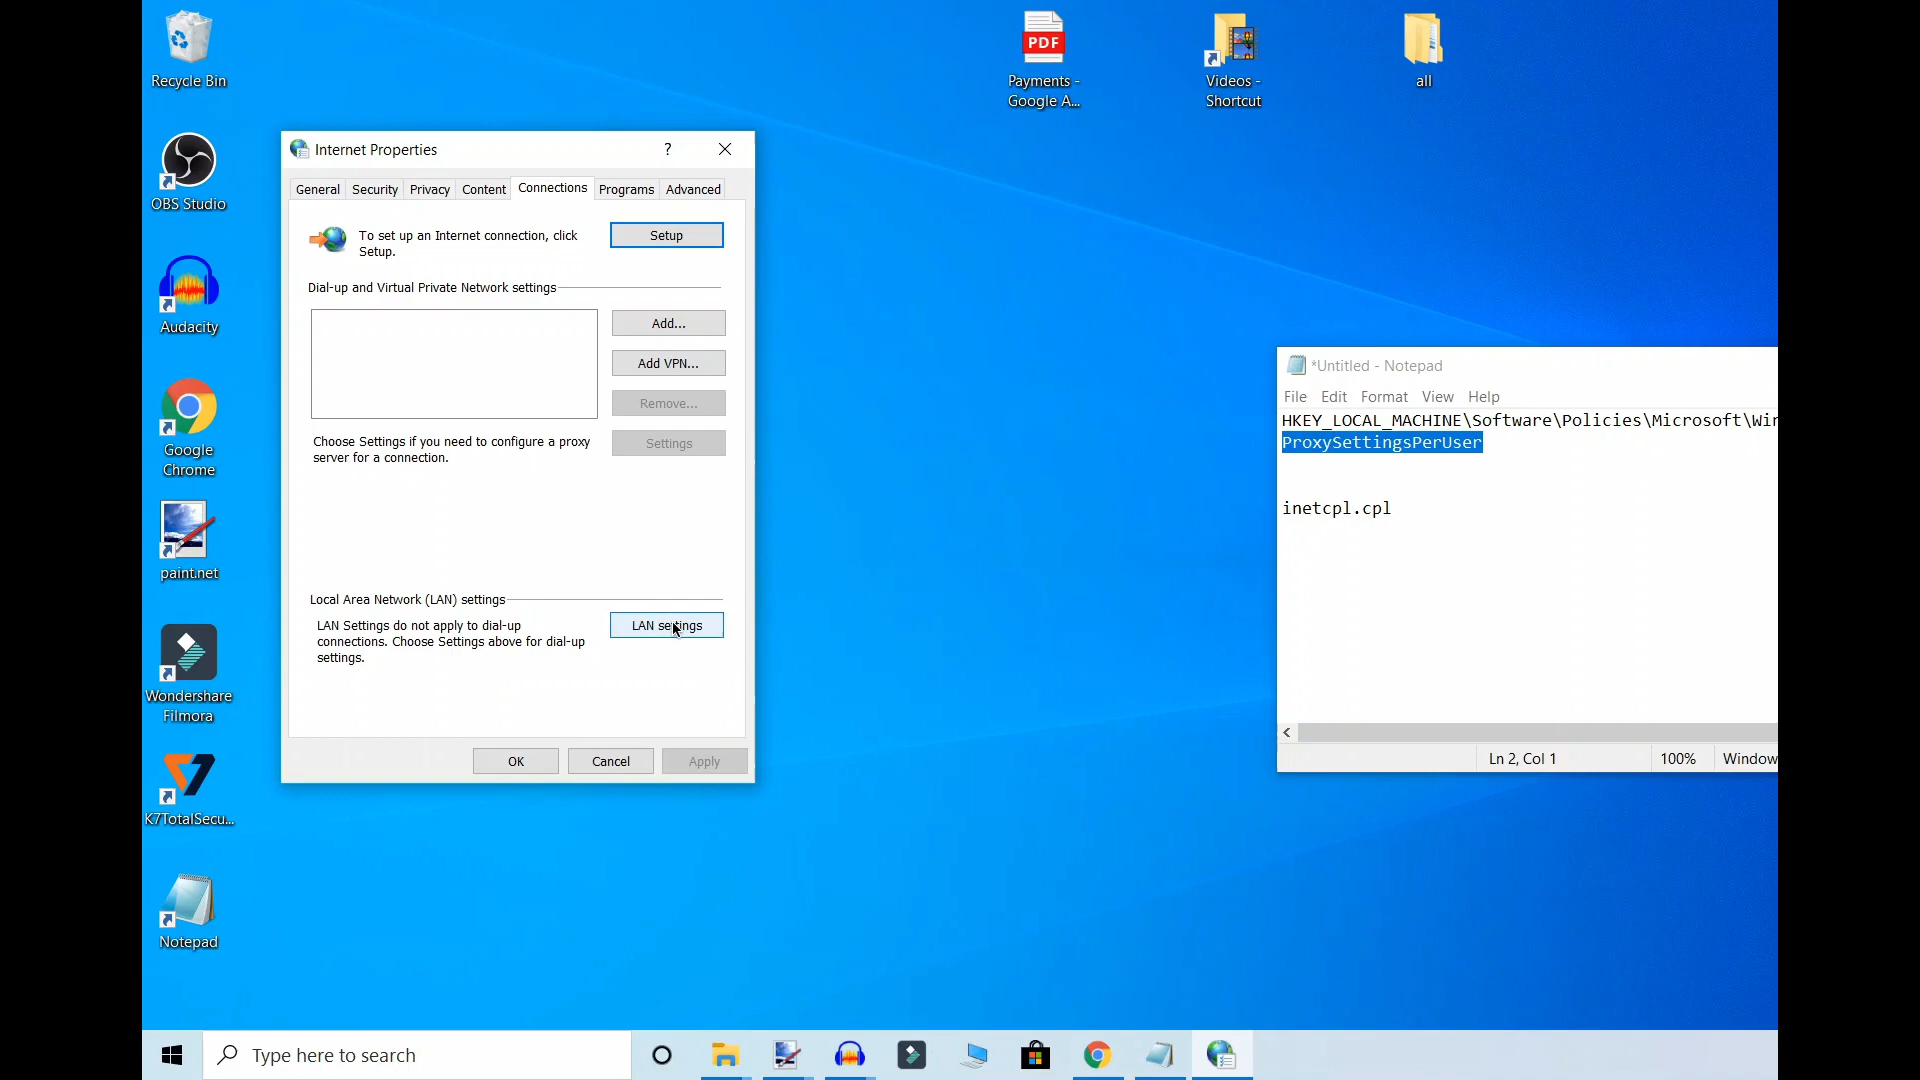 Recycle Bin
OBS Studio
Audacity
Google
Chrome
paint.net
Wondershare
Filmora
K7TotalSecu...
Notepad
PDF
Payments -
Google A...
Videos -
Shortcut
all
Internet Properties
?
General Security Privacy Content Connections Programs Advanced
To set up an Internet connection, click
Setup.
Setup
Dial-up and Virtual Private Network settings
Add...
Add VPN...
Remove...
Choose Settings if you need to configure a proxy
server for a connection.
Settings
Local Area Network (LAN) settings
LAN Settings do not apply to dial-up
connections. Choose Settings above for dial-up
settings.
LAN settings
OK Cancel Apply
*Untitled - Notepad
File Edit Format View Help
HKEY_LOCAL_MACHINE\Software\Policies\Microsoft\Win
ProxySettingsPerUser
inetcpl.cpl
Ln 2, Col 1 100% Window
Type here to search